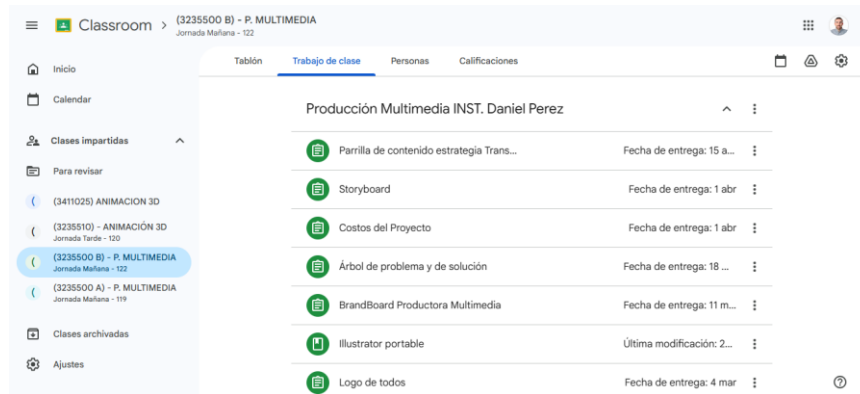 Classroom
(3235500 B) - P. MULTIMEDIA
Jornada Mañana - 122
Inicio
Calendar
Clases impartidas
Para revisar
(3411025) ANIMACION 3D
(3235510) - ANIMACIÓN 3D
Jornada Tarde - 120
(3235500 B) - P. MULTIMEDIA
Jornada Mañana - 122
(3235500 A) - P. MULTIMEDIA
Jornada Mañana - 119
Clases archivadas
Ajustes
Tablón Trabajo de clase Personas Calificaciones
Producción Multimedia INST. Daniel Perez
Parrilla de contenido estrategia Trans... Fecha de entrega: 15 a...
Storyboard Fecha de entrega: 1 abr
Costos del Proyecto Fecha de entrega: 1 abr
Árbol de problema y de solución Fecha de entrega: 18 ...
BrandBoard Productora Multimedia Fecha de entrega: 11 m...
Illustrator portable Última modificación: 2...
Logo de todos Fecha de entrega: 4 mar